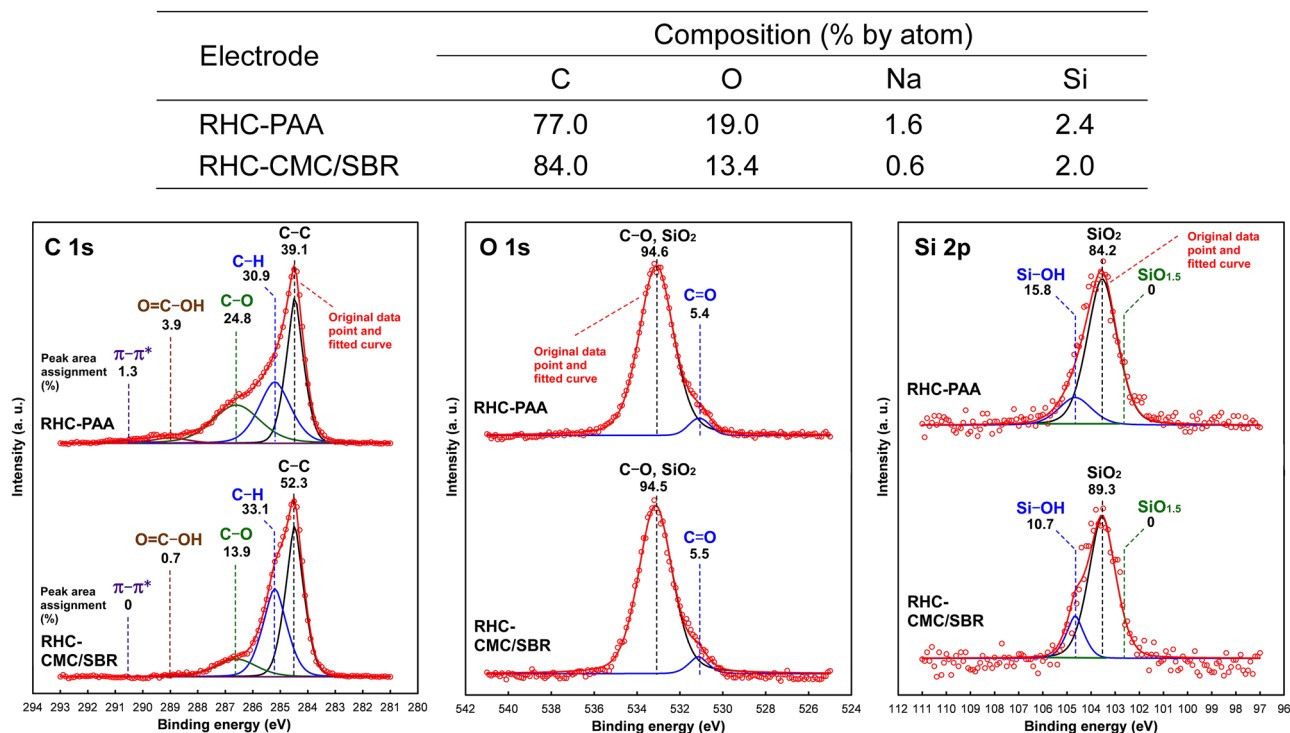 Electrode
Composition (% by atom)
C O Na Si
RHC-PAA 77.0 19.0 1.6 2.4
RHC-CMC/SBR 84.0 13.4 0.6 2.0
C 1s
C−C
39.1
C−H
30.9
C−O
24.8
O=C−OH
3.9
π−π*
1.3
Peak area
assignment
(%)
Original data
point and
fitted curve
RHC-PAA
C−C
52.3
C−H
33.1
C−O
13.9
O=C−OH
0.7
π−π*
0
Peak area
assignment
(%)
RHC-
CMC/SBR
Intensity (a. u.)
294 293 292 291 290 289 288 287 286 285 284 283 282 281 280
Binding energy (eV)
O 1s
C−O, SiO₂
94.6
C=O
5.4
Original data
point and
fitted curve
RHC-PAA
C−O, SiO₂
94.5
C=O
5.5
RHC-
CMC/SBR
Intensity (a. u.)
542 540 538 536 534 532 530 528 526 524
Binding energy (eV)
Si 2p
SiO₂
84.2
Original data point and
fitted curve
Si−OH
15.8
SiO₁.₅
0
RHC-PAA
SiO₂
89.3
Si−OH
10.7
SiO₁.₅
0
RHC-
CMC/SBR
Intensity (a. u.)
112 111 110 109 108 107 106 105 104 103 102 101 100 99 98 97 96
Binding energy (eV)